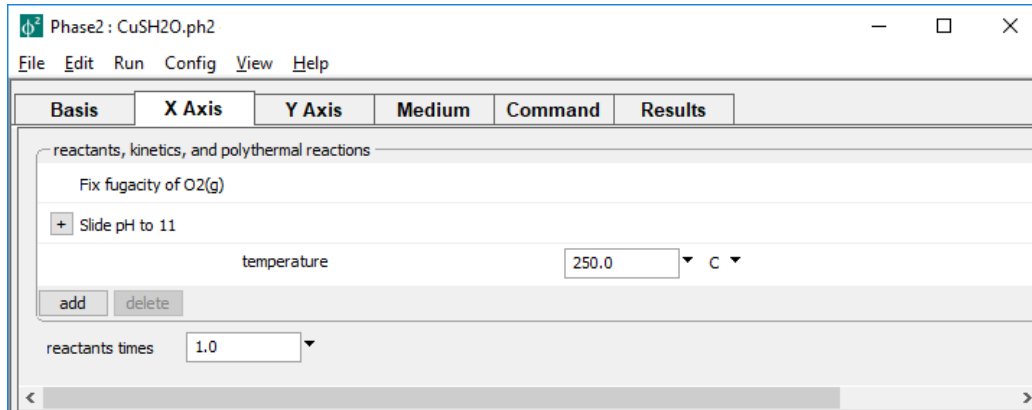 Phase2 : CuSH2O.ph2
File Edit Run Config View Help
Basis X Axis Y Axis Medium Command Results
reactants, kinetics, and polythermal reactions
Fix fugacity of O2(g)
+ Slide pH to 11
temperature 250.0 C
add delete
reactants times 1.0